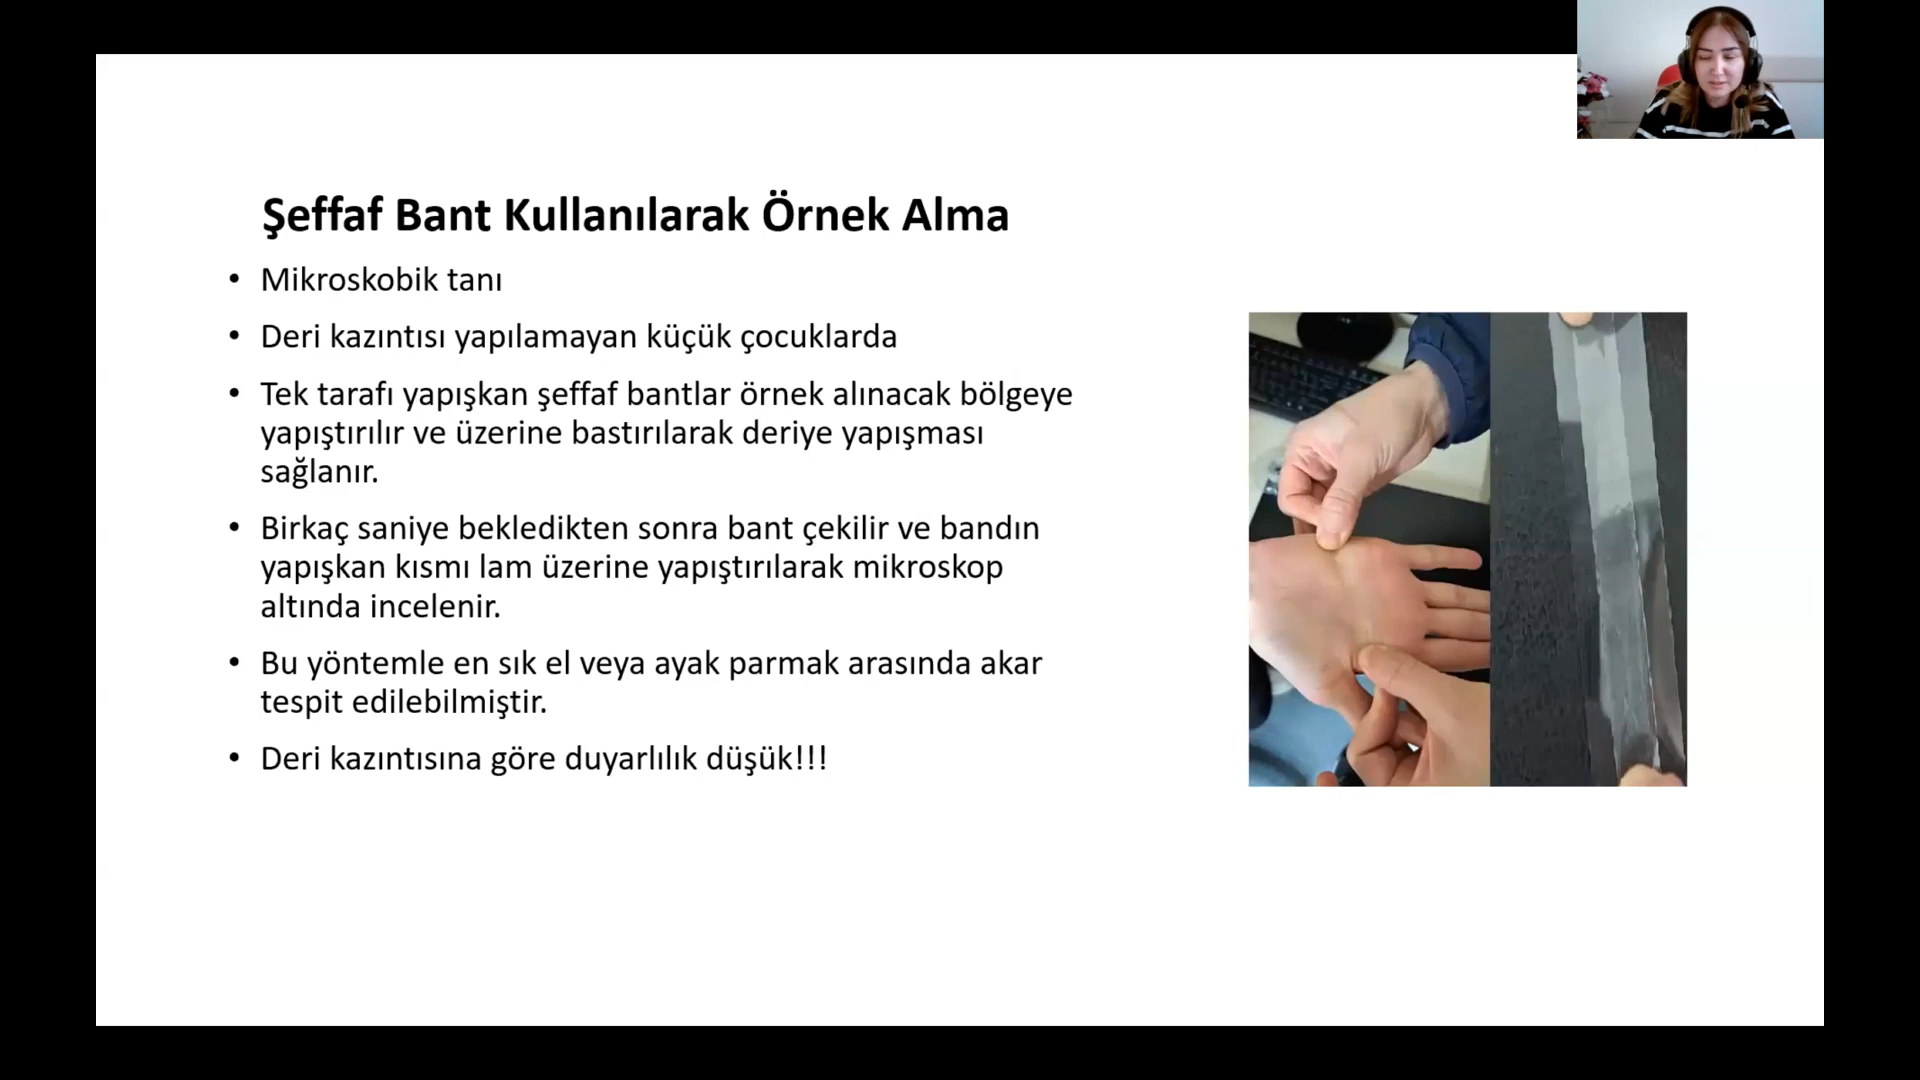 Şeffaf Bant Kullanılarak Örnek Alma
• Mikroskobik tanı
• Deri kazıntısı yapılamayan küçük çocuklarda
• Tek tarafı yapışkan şeffaf bantlar örnek alınacak bölgeye
yapıştırılır ve üzerine bastırılarak deriye yapışması
sağlanır.
• Birkaç saniye bekledikten sonra bant çekilir ve bandın
yapışkan kısmı lam üzerine yapıştırılarak mikroskop
altında incelenir.
• Bu yöntemle en sık el veya ayak parmak arasında akar
tespit edilebilmiştir.
• Deri kazıntısına göre duyarlılık düşük!!!